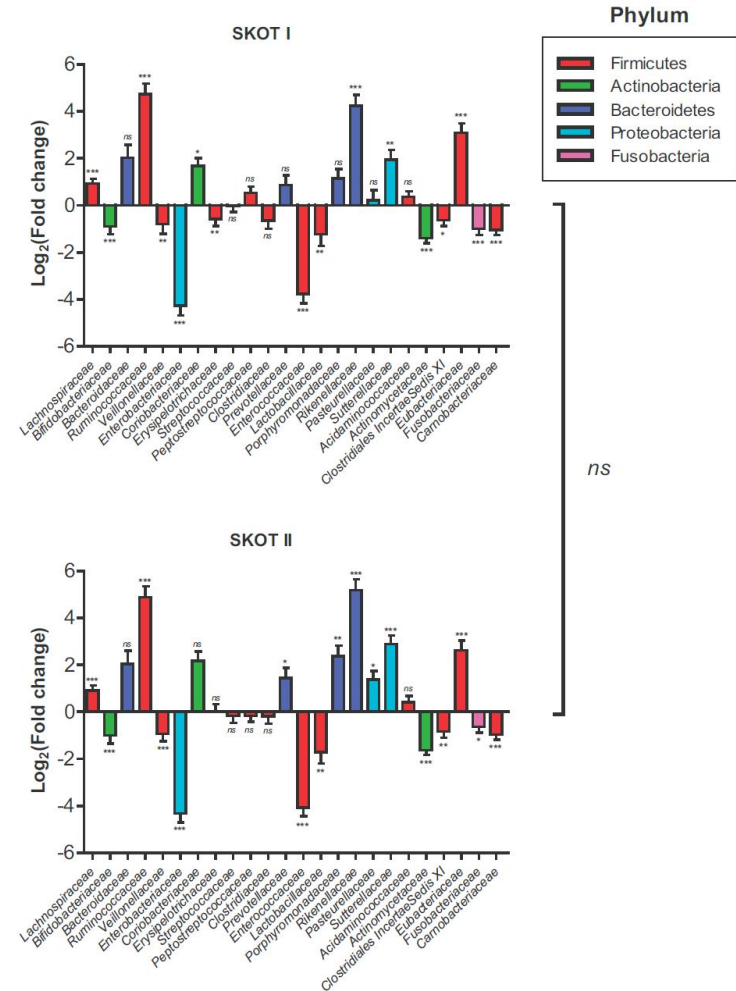 Phylum
Firmicutes
Actinobacteria
Bacteroidetes
Proteobacteria
Fusobacteria
SKOT I
Log₂(Fold change)
6
4
2
0
-2
-4
-6
***
***
ns
***
**
***
*
**
ns
ns
ns
ns
***
**
ns
***
ns
**
ns
***
*
***
***
***
Lachnospiraceae
Bifidobacteriaceae
Bacteroidaceae
Ruminococcaceae
Veillonellaceae
Enterobacteriaceae
Coriobacteriaceae
Erysipelotrichaceae
Streptococcaceae
Peptostreptococcaceae
Clostridiaceae
Prevotellaceae
Enterococcaceae
Lactobacillaceae
Porphyromonadaceae
Rikenellaceae
Pasteurellaceae
Sutterellaceae
Acidaminococcaceae
Actinomycetaceae
Clostridiales IncertaeSedis XI
Eubacteriaceae
Fusobacteriaceae
Carnobacteriaceae
ns
SKOT II
Log₂(Fold change)
6
4
2
0
-2
-4
-6
***
***
ns
***
***
***
ns
ns
ns
ns
ns
*
***
**
**
***
*
***
ns
***
**
***
*
***
Lachnospiraceae
Bifidobacteriaceae
Bacteroidaceae
Ruminococcaceae
Veillonellaceae
Enterobacteriaceae
Coriobacteriaceae
Erysipelotrichaceae
Streptococcaceae
Peptostreptococcaceae
Clostridiaceae
Prevotellaceae
Enterococcaceae
Lactobacillaceae
Porphyromonadaceae
Rikenellaceae
Pasteurellaceae
Sutterellaceae
Acidaminococcaceae
Actinomycetaceae
Clostridiales IncertaeSedis XI
Eubacteriaceae
Fusobacteriaceae
Carnobacteriaceae